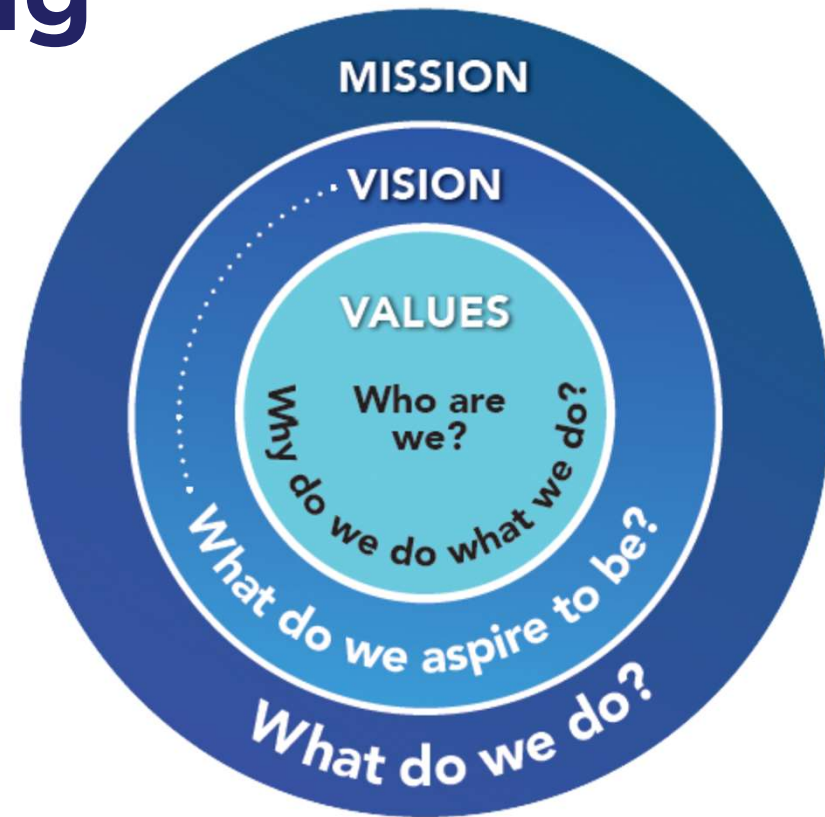 ing
MISSION
VISION
VALUES
Who are
we?
Why do we do what we do?
What do we aspire to be?
What do we do?